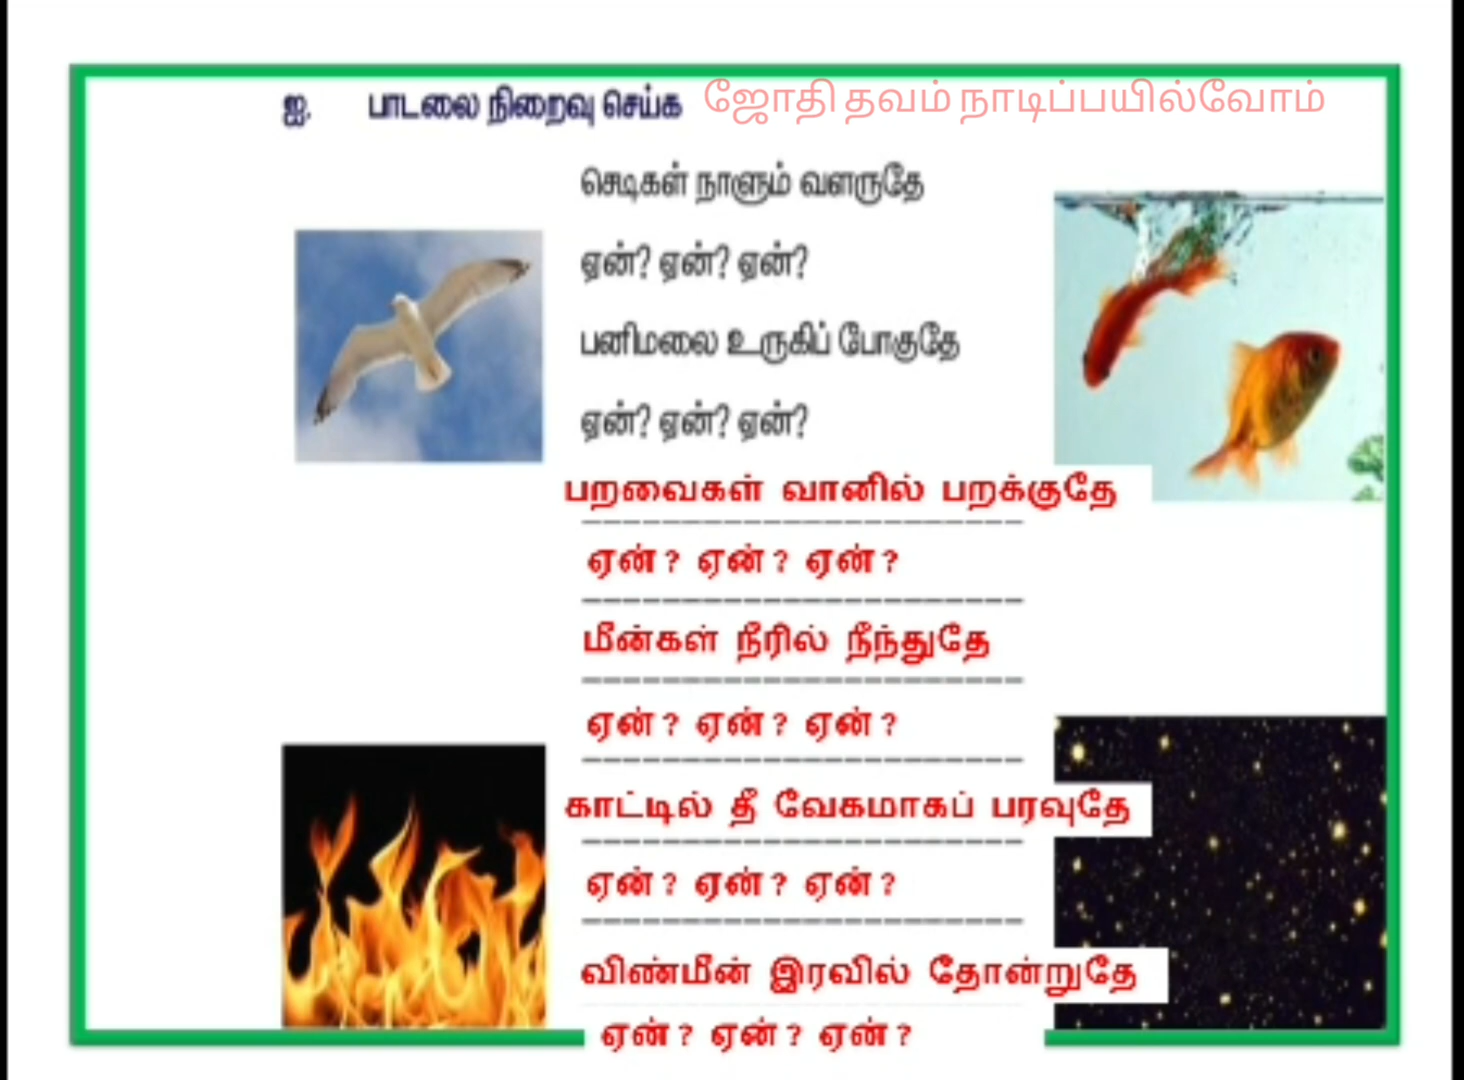 ஐ. பாடலை நிறைவு செய்க ஜோதி தவம் நாடிப்பயில்வோம்
செடிகள் நாளும் வளருதே
ஏன்? ஏன்? ஏன்?
பனிமலை உருகிப் போகுதே
ஏன்? ஏன்? ஏன்?
பறவைகள் வானில் பறக்குதே
ஏன்? ஏன்? ஏன்?
மீன்கள் நீரில் நீந்துதே
ஏன்? ஏன்? ஏன்?
காட்டில் தீ வேகமாகப் பரவுதே
ஏன்? ஏன்? ஏன்?
விண்மீன் இரவில் தோன்றுதே
ஏன்? ஏன்? ஏன்?